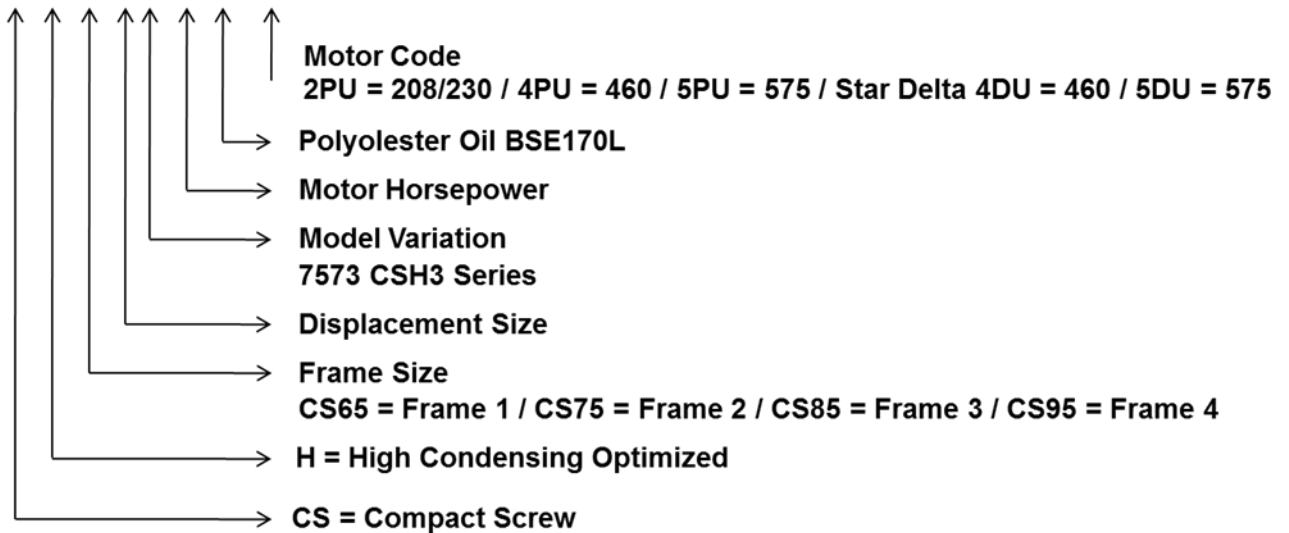 Motor Code
2PU = 208/230 / 4PU = 460 / 5PU = 575 / Star Delta 4DU = 460 / 5DU = 575
Polyolester Oil BSE170L
Motor Horsepower
Model Variation
7573 CSH3 Series
Displacement Size
Frame Size
CS65 = Frame 1 / CS75 = Frame 2 / CS85 = Frame 3 / CS95 = Frame 4
H = High Condensing Optimized
CS = Compact Screw